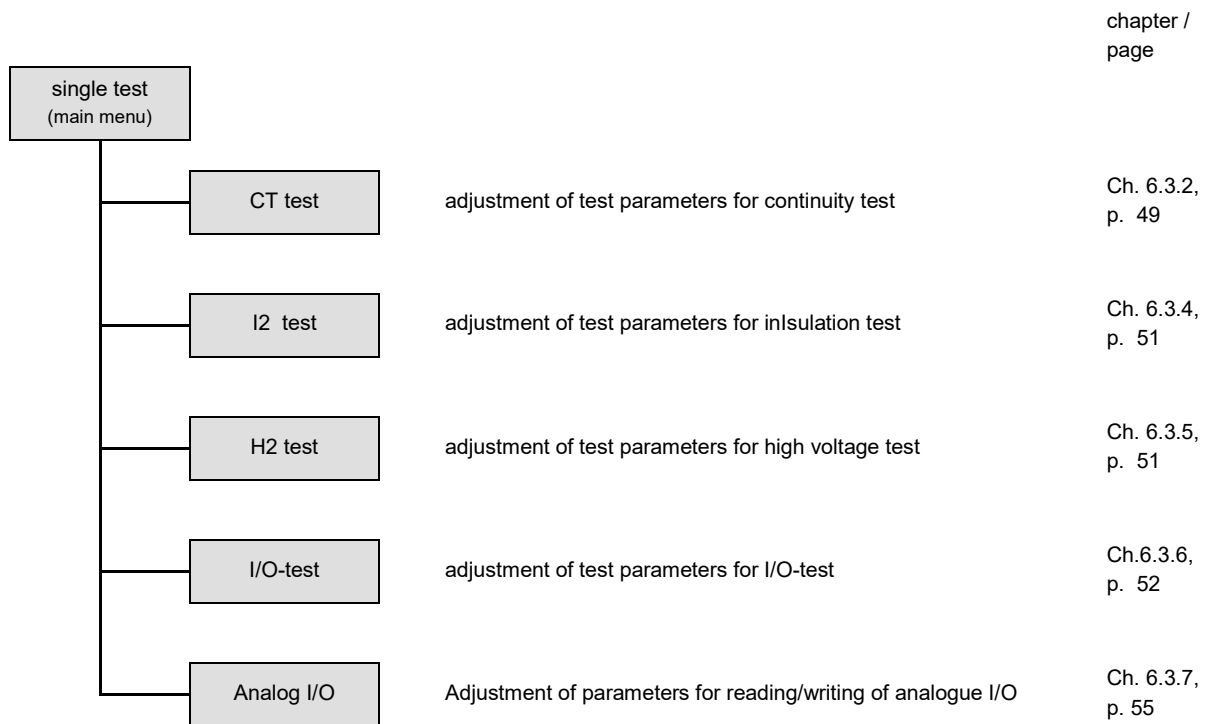 chapter /
page
single test
(main menu)
CT test
adjustment of test parameters for continuity test
Ch. 6.3.2,
p. 49
I2 test
adjustment of test parameters for inIsulation test
Ch. 6.3.4,
p. 51
H2 test
adjustment of test parameters for high voltage test
Ch. 6.3.5,
p. 51
I/O-test
adjustment of test parameters for I/O-test
Ch.6.3.6,
p. 52
Analog I/O
Adjustment of parameters for reading/writing of analogue I/O
Ch. 6.3.7,
p. 55